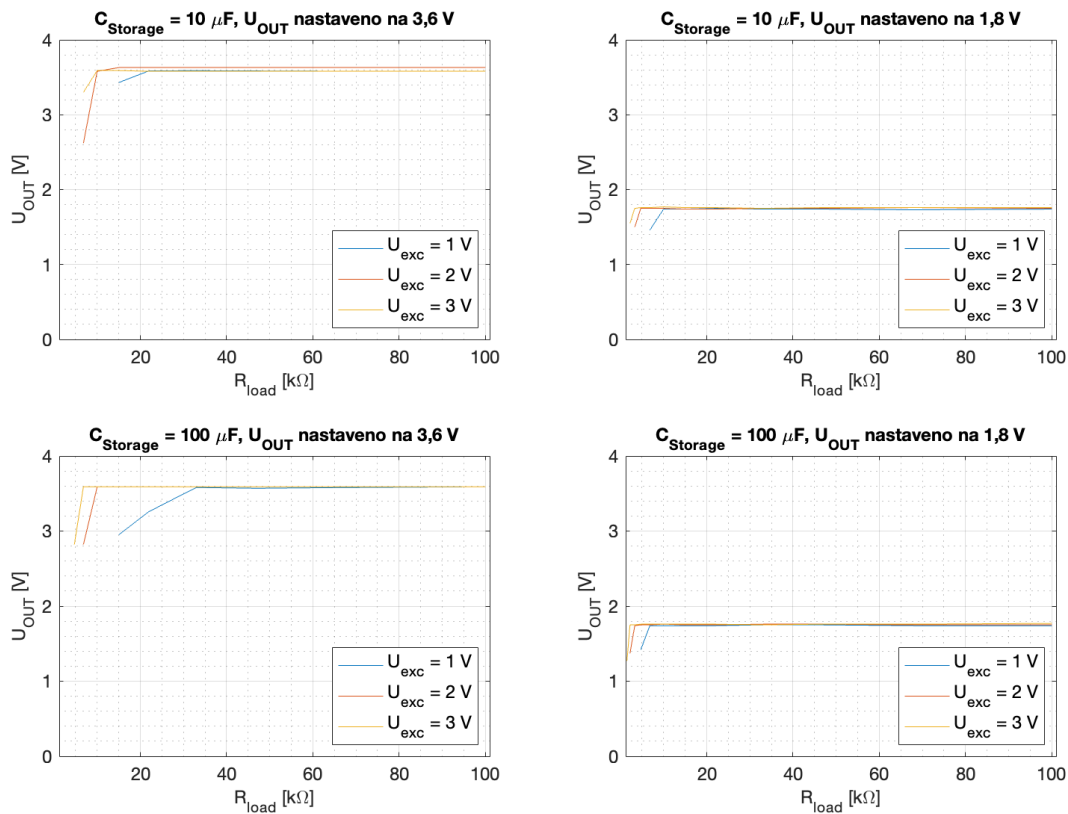 C_Storage = 10 μF, U_OUT nastaveno na 3,6 V
4
3
2
1
0
U_OUT [V]
20 40 60 80 100
R_load [kΩ]
U_exc = 1 V
U_exc = 2 V
U_exc = 3 V
C_Storage = 10 μF, U_OUT nastaveno na 1,8 V
4
3
2
1
0
U_OUT [V]
20 40 60 80 100
R_load [kΩ]
U_exc = 1 V
U_exc = 2 V
U_exc = 3 V
C_Storage = 100 μF, U_OUT nastaveno na 3,6 V
4
3
2
1
0
U_OUT [V]
20 40 60 80 100
R_load [kΩ]
U_exc = 1 V
U_exc = 2 V
U_exc = 3 V
C_Storage = 100 μF, U_OUT nastaveno na 1,8 V
4
3
2
1
0
U_OUT [V]
20 40 60 80 100
R_load [kΩ]
U_exc = 1 V
U_exc = 2 V
U_exc = 3 V